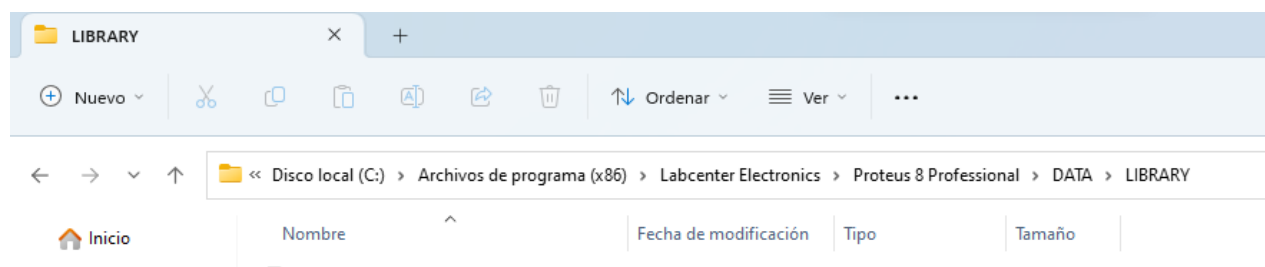 LIBRARY
Nuevo Ordenar Ver
« Disco local (C:) > Archivos de programa (x86) > Labcenter Electronics > Proteus 8 Professional > DATA > LIBRARY
Inicio Nombre Fecha de modificación Tipo Tamaño